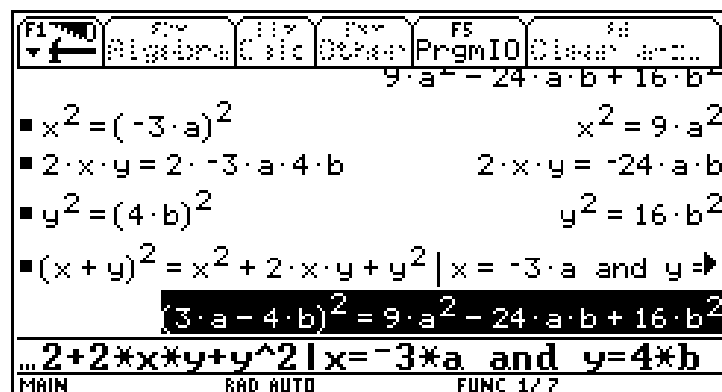 F1 Algebra Calc Other F5 PrgmIO Clean
9·a² − 24·a·b + 16·b²
▪ x² = (⁻3·a)² x² = 9·a²
▪ 2·x·y = 2·⁻3·a·4·b 2·x·y = ⁻24·a·b
▪ y² = (4·b)² y² = 16·b²
▪ (x + y)² = x² + 2·x·y + y² | x = ⁻3·a and y =▶
(3·a − 4·b)² = 9·a² − 24·a·b + 16·b²
…2+2*x*y+y^2|x=⁻3*a and y=4*b
MAIN RAD AUTO FUNC 1/7